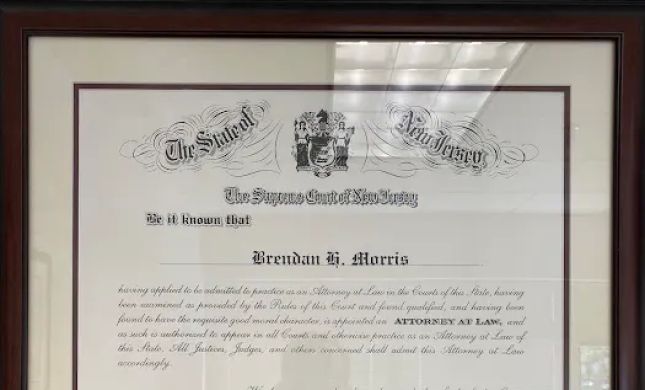 The State of New Jersey
The Supreme Court of New Jersey
Be it known that
Brendan H. Morris
having applied to be admitted to practice as an Attorney at Law in the Courts of this State, having
been examined as provided by the Rules of this Court and found qualified, and having been
found to have the requisite good moral character, is appointed an ATTORNEY AT LAW, and
as such is authorized to appear in all Courts and otherwise practice as an Attorney at Law of
this State. All Justices, Judges, and others concerned shall admit this Attorney at Law
accordingly.